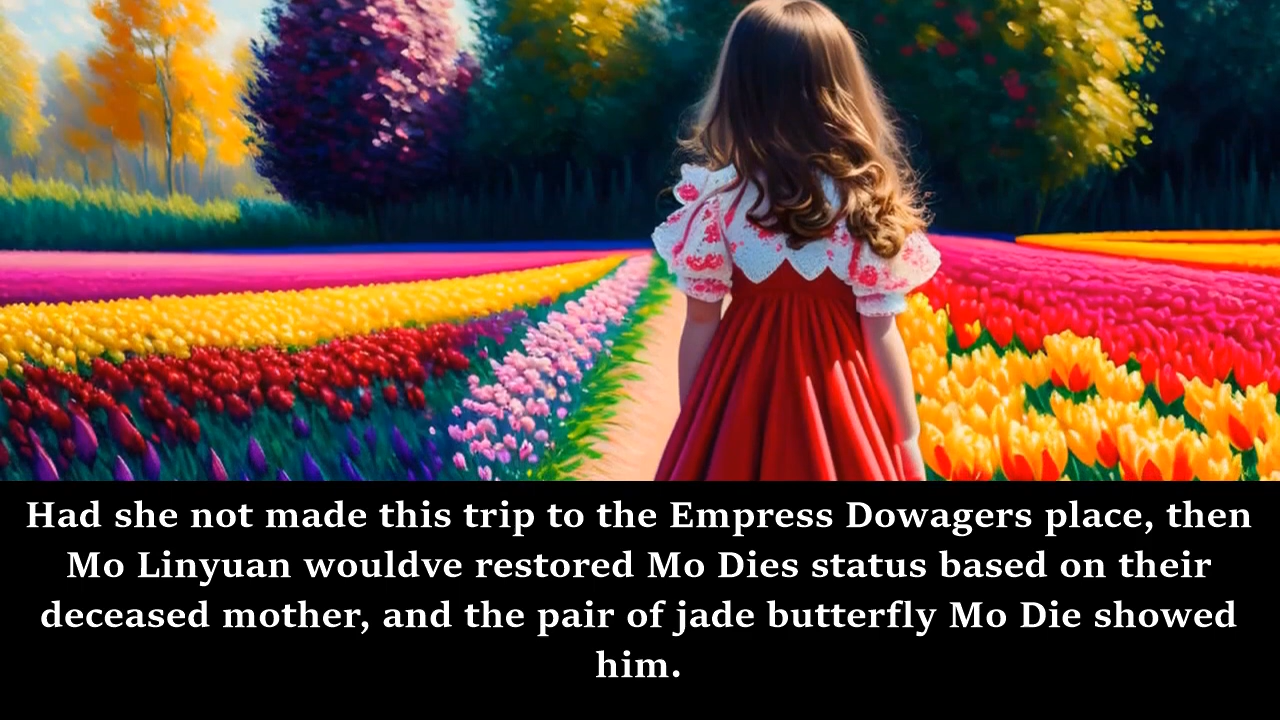 Had she not made this trip to the Empress Dowagers place, then
Mo Linyuan wouldve restored Mo Dies status based on their
deceased mother, and the pair of jade butterfly Mo Die showed
him.